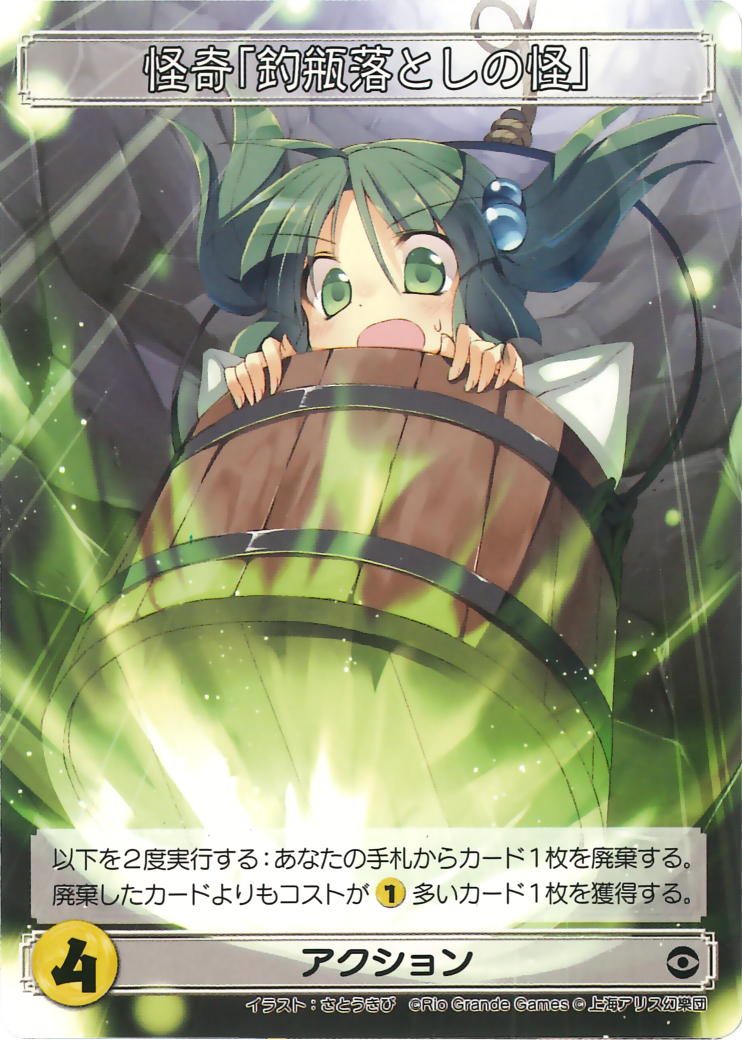 怪奇「釣瓶落としの怪」
以下を2度実行する：あなたの手札からカード1枚を廃棄する。
廃棄したカードよりもコストが 1 多いカード1枚を獲得する。
4 アクション
イラスト：さとうきび ©Rio Grande Games © 上海アリス幻樂団